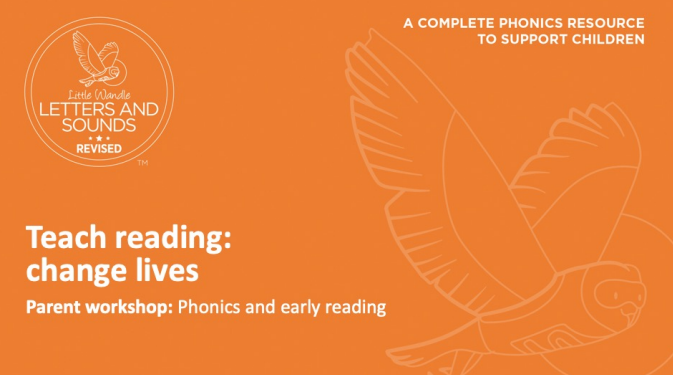 A COMPLETE PHONICS RESOURCE
TO SUPPORT CHILDREN
Little Wandle
LETTERS AND
SOUNDS
REVISED
TM
Teach reading:
change lives
Parent workshop: Phonics and early reading